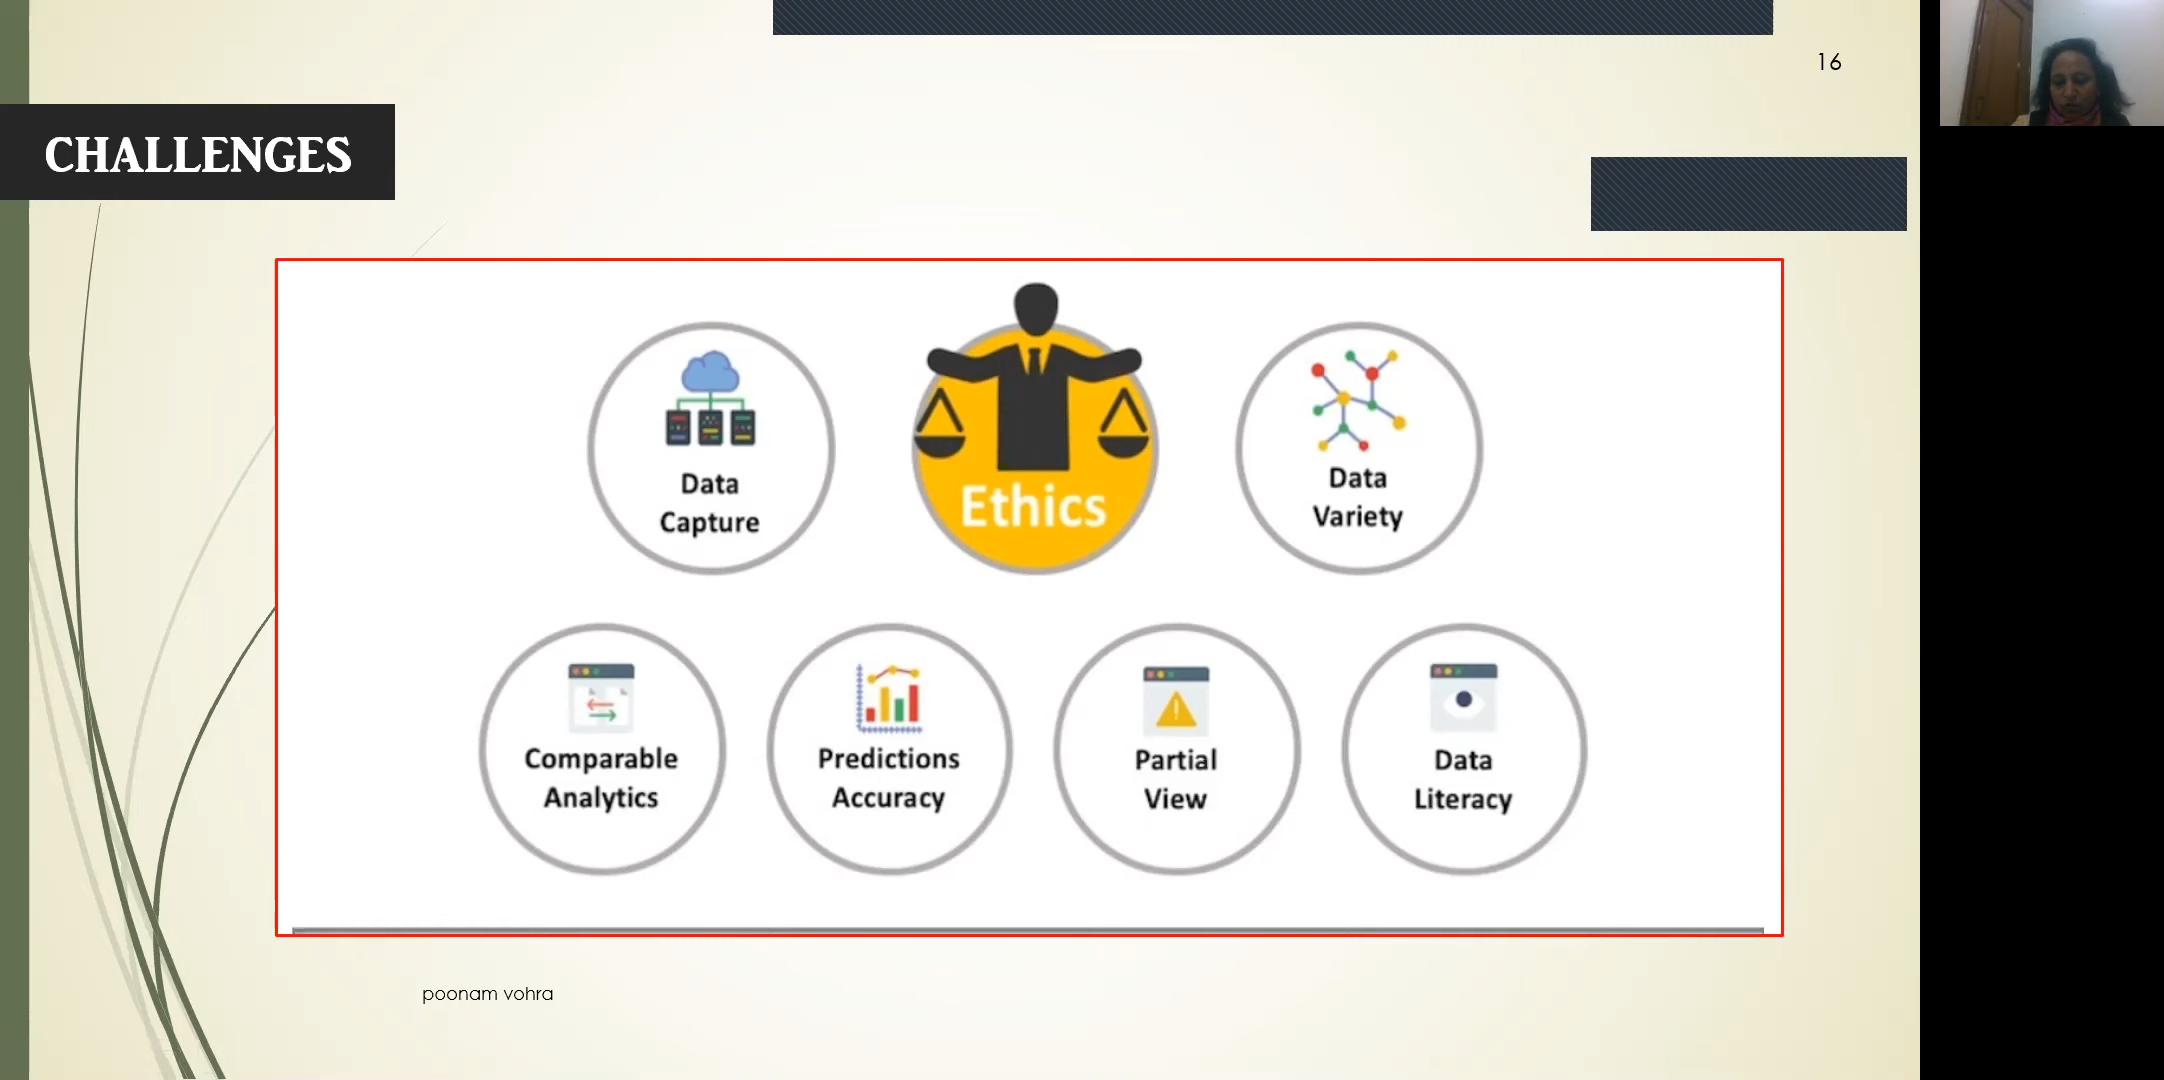 16
CHALLENGES
Data
Capture
Ethics
Data
Variety
Comparable
Analytics
Predictions
Accuracy
Partial
View
Data
Literacy
poonam vohra